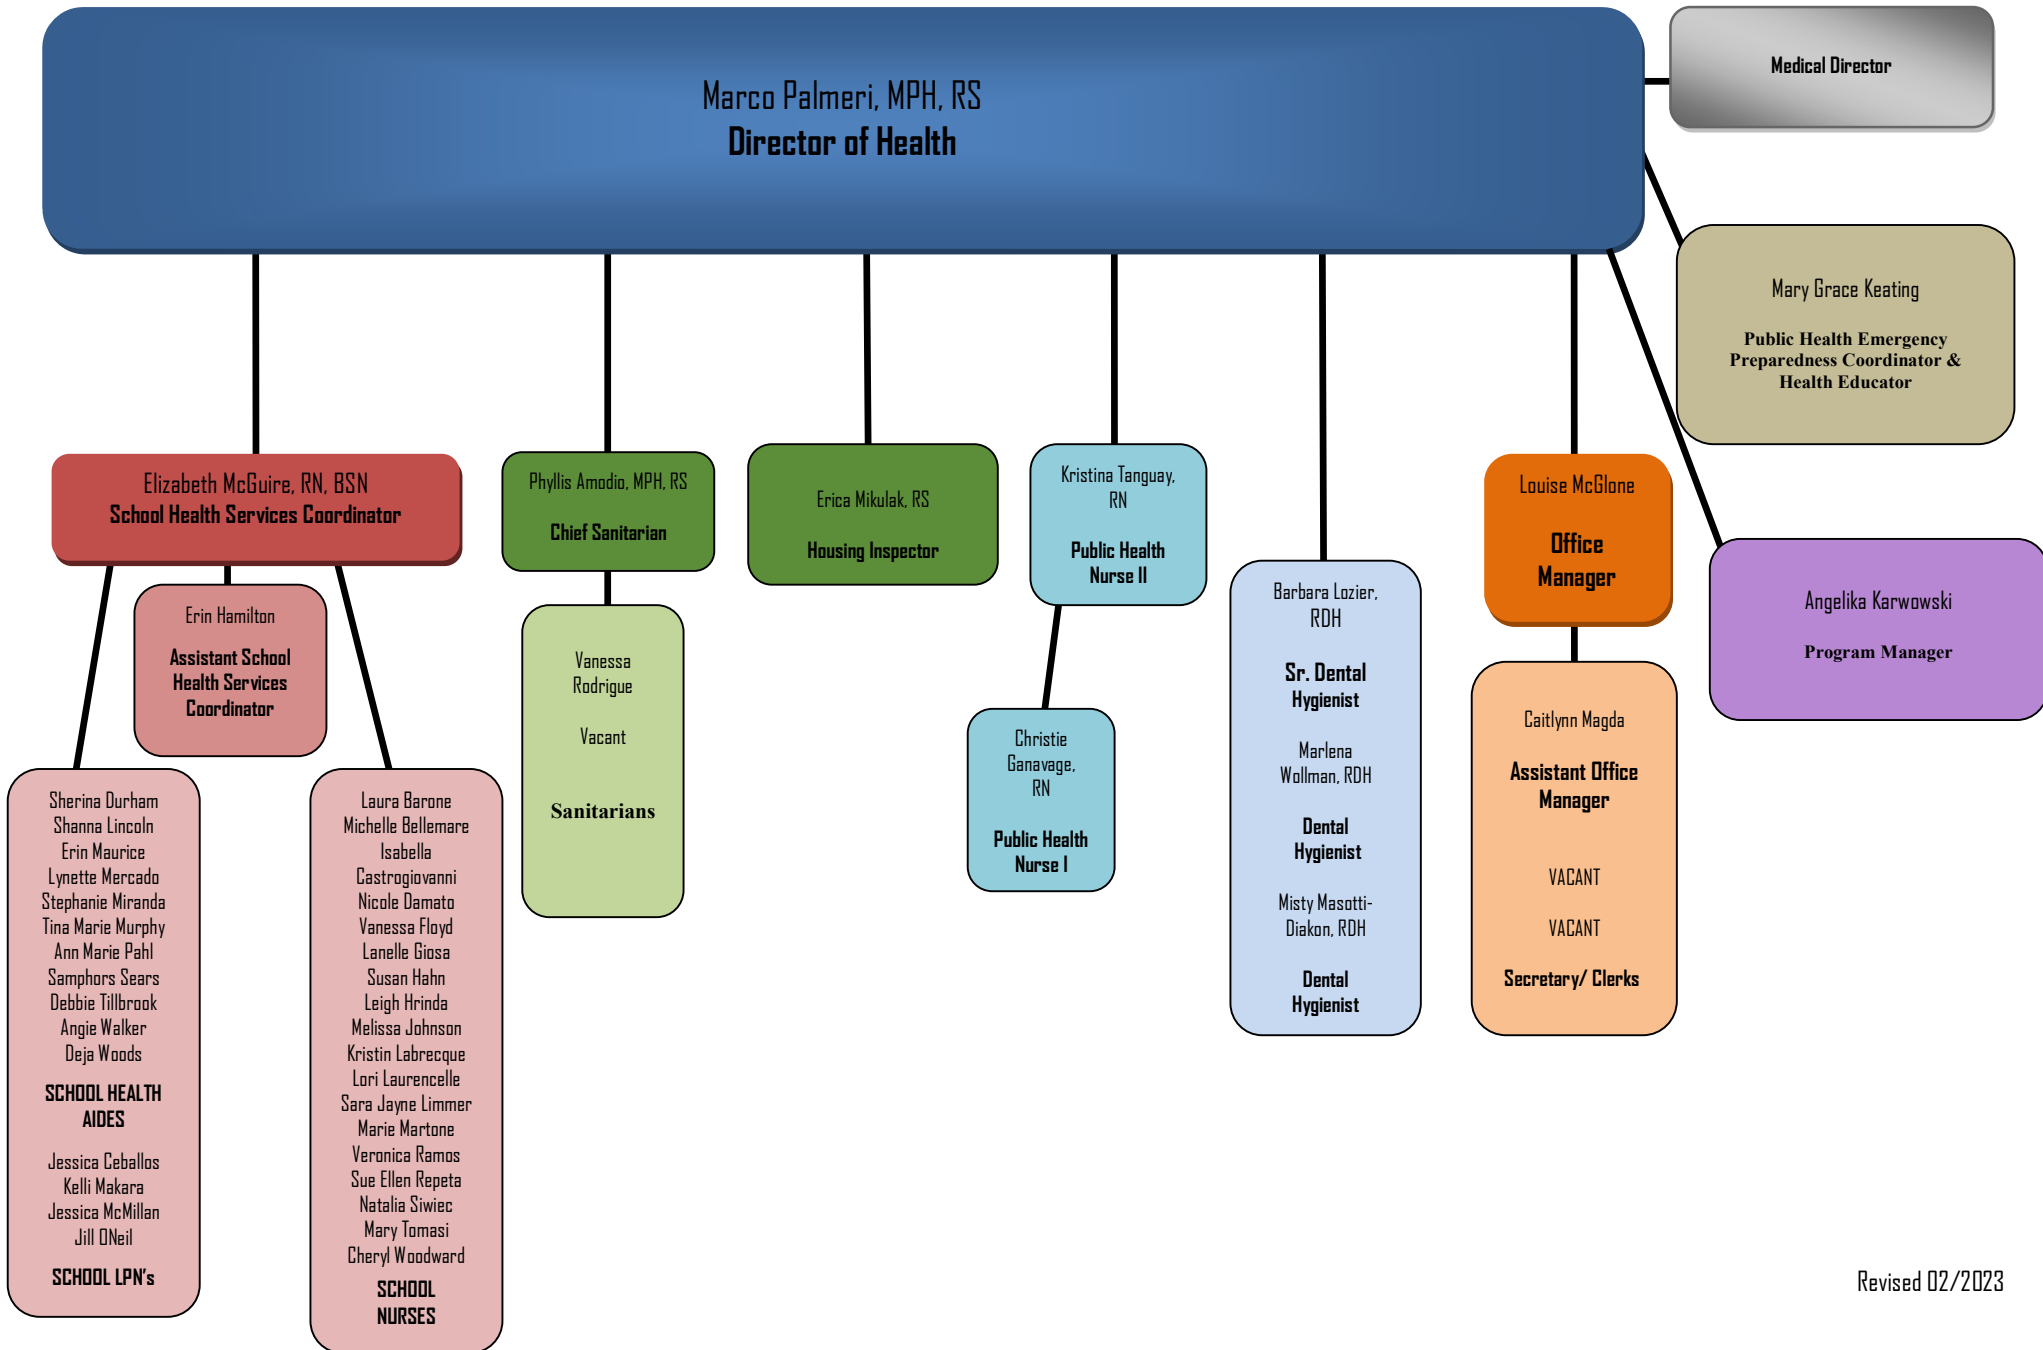 Marco Palmeri, MPH, RS
Director of Health
Medical Director
Mary Grace Keating
Public Health Emergency
Preparedness Coordinator &
Health Educator
Elizabeth McGuire, RN, BSN
School Health Services Coordinator
Phyllis Amodio, MPH, RS
Chief Sanitarian
Erica Mikulak, RS
Housing Inspector
Kristina Tanguay,
RN
Public Health
Nurse II
Louise McGlone
Office
Manager
Angelika Karwowski
Program Manager
Erin Hamilton
Assistant School
Health Services
Coordinator
Vanessa
Rodrigue
Vacant
Sanitarians
Christie
Ganavage,
RN
Public Health
Nurse I
Barbara Lozier,
RDH
Sr. Dental
Hygienist
Marlena
Wollman, RDH
Dental
Hygienist
Misty Masotti-
Diakon, RDH
Dental
Hygienist
Caitlynn Magda
Assistant Office
Manager
VACANT
VACANT
Secretary/ Clerks
Sherina Durham
Shanna Lincoln
Erin Maurice
Lynette Mercado
Stephanie Miranda
Tina Marie Murphy
Ann Marie Pahl
Samphors Sears
Debbie Tillbrook
Angie Walker
Deja Woods
SCHOOL HEALTH
AIDES
Jessica Ceballos
Kelli Makara
Jessica McMillan
Jill ONeil
SCHOOL LPN's
Laura Barone
Michelle Bellemare
Isabella
Castrogiovanni
Nicole Damato
Vanessa Floyd
Lanelle Giosa
Susan Hahn
Leigh Hrinda
Melissa Johnson
Kristin Labrecque
Lori Laurencelle
Sara Jayne Limmer
Marie Martone
Veronica Ramos
Sue Ellen Repeta
Natalia Siwiec
Mary Tomasi
Cheryl Woodward
SCHOOL
NURSES
Revised 02/2023